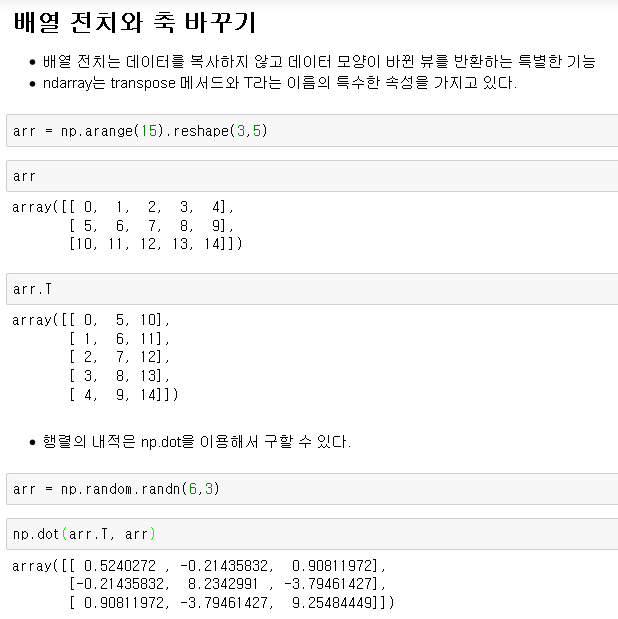 배열 전치와 축 바꾸기
• 배열 전치는 데이터를 복사하지 않고 데이터 모양이 바뀐 뷰를 반환하는 특별한 기능
• ndarray는 transpose 메서드와 T라는 이름의 특수한 속성을 가지고 있다.
arr = np.arange(15).reshape(3,5)
arr
array([[ 0,  1,  2,  3,  4],
       [ 5,  6,  7,  8,  9],
       [10, 11, 12, 13, 14]])
arr.T
array([[ 0,  5, 10],
       [ 1,  6, 11],
       [ 2,  7, 12],
       [ 3,  8, 13],
       [ 4,  9, 14]])
• 행렬의 내적은 np.dot을 이용해서 구할 수 있다.
arr = np.random.randn(6,3)
np.dot(arr.T, arr)
array([[ 0.5240272 , -0.21435832,  0.90811972],
       [-0.21435832,  8.2342991 , -3.79461427],
       [ 0.90811972, -3.79461427,  9.25484449]])